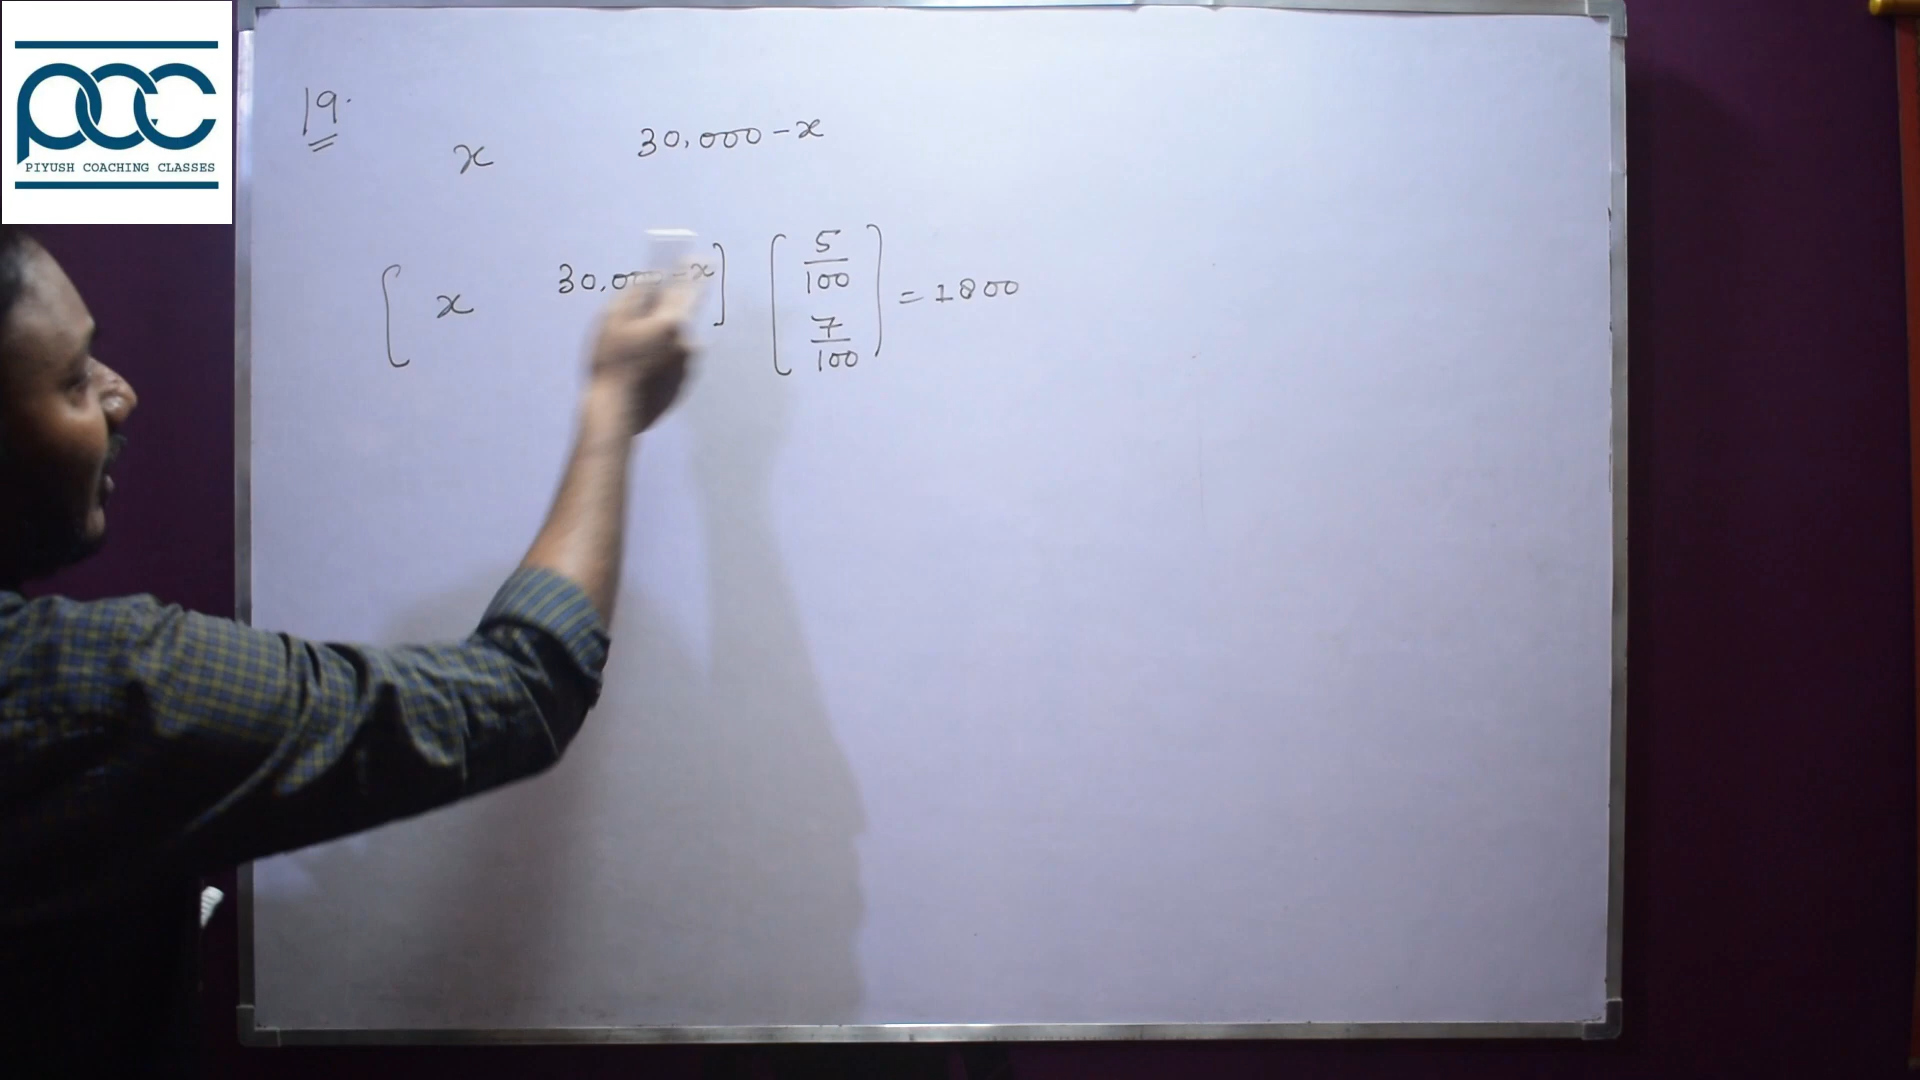 PCC
PIYUSH COACHING CLASSES
19.
x 30,000-x
[x 30,000-x] [5/100 7/100] = 1800